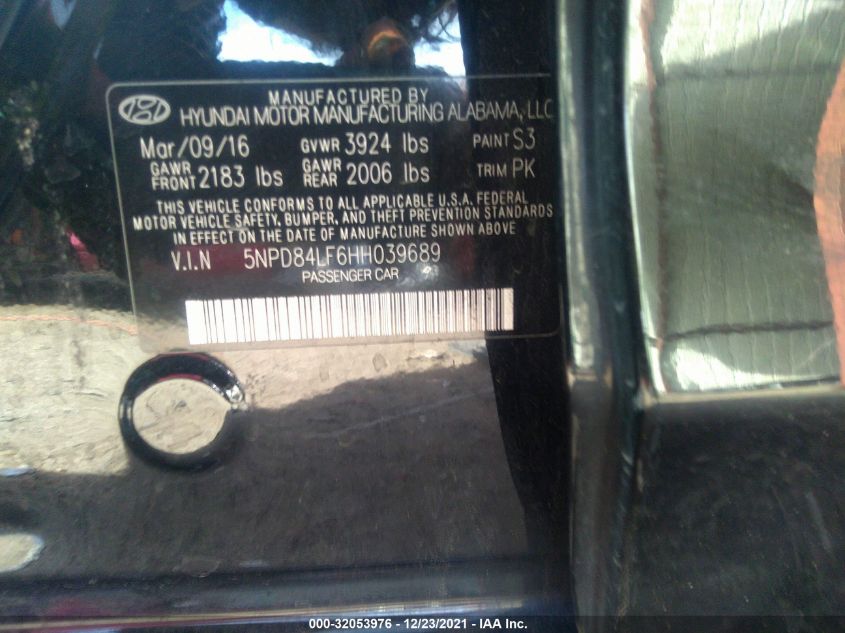 MANUFACTURED BY
HYUNDAI MOTOR MANUFACTURING ALABAMA, LLC
Mar/09/16 GVWR 3924 lbs PAINT S3
GAWR FRONT 2183 lbs GAWR REAR 2006 lbs TRIM PK
THIS VEHICLE CONFORMS TO ALL APPLICABLE U.S.A. FEDERAL
MOTOR VEHICLE SAFETY, BUMPER, AND THEFT PREVENTION STANDARDS
IN EFFECT ON THE DATE OF MANUFACTURE SHOWN ABOVE
V.I.N 5NPD84LF6HH039689
PASSENGER CAR
000-32053976 - 12/23/2021 - IAA Inc.